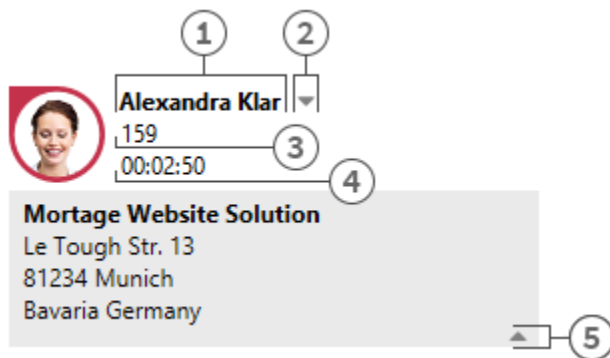 1 2
Alexandra Klar
159
3
00:02:50
4
Mortage Website Solution
Le Tough Str. 13
81234 Munich
Bavaria Germany
5